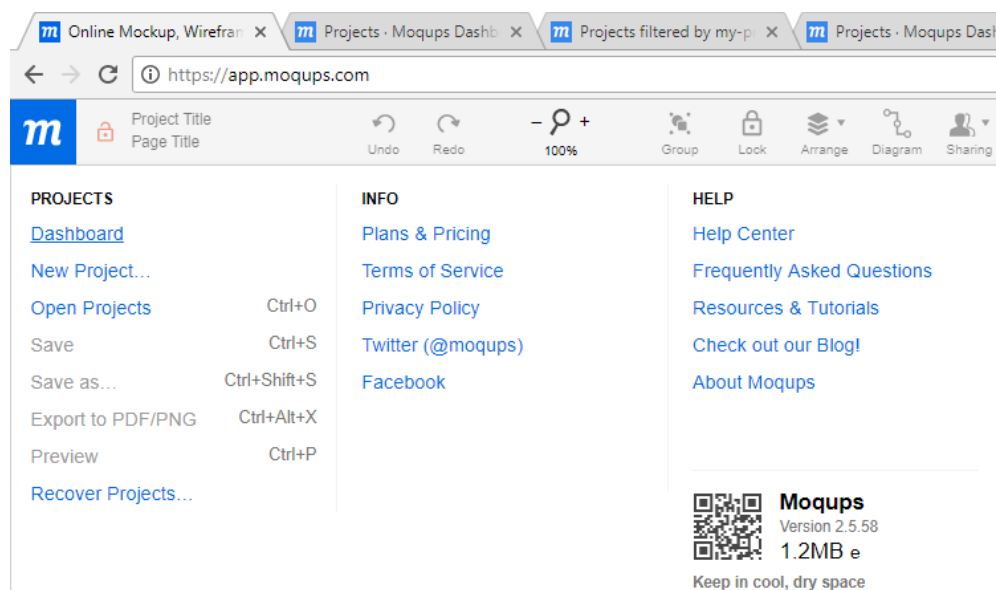 Online Mockup, Wirefran
Projects · Moqups Dashb
Projects filtered by my-p
Projects · Moqups Dash
https://app.moqups.com
m
Project Title
Page Title
Undo
Redo
– +
100%
Group
Lock
Arrange
Diagram
Sharing
PROJECTS
Dashboard
New Project...
Open Projects Ctrl+O
Save Ctrl+S
Save as... Ctrl+Shift+S
Export to PDF/PNG Ctrl+Alt+X
Preview Ctrl+P
Recover Projects...
INFO
Plans & Pricing
Terms of Service
Privacy Policy
Twitter (@moqups)
Facebook
HELP
Help Center
Frequently Asked Questions
Resources & Tutorials
Check out our Blog!
About Moqups
Moqups
Version 2.5.58
1.2MB e
Keep in cool, dry space